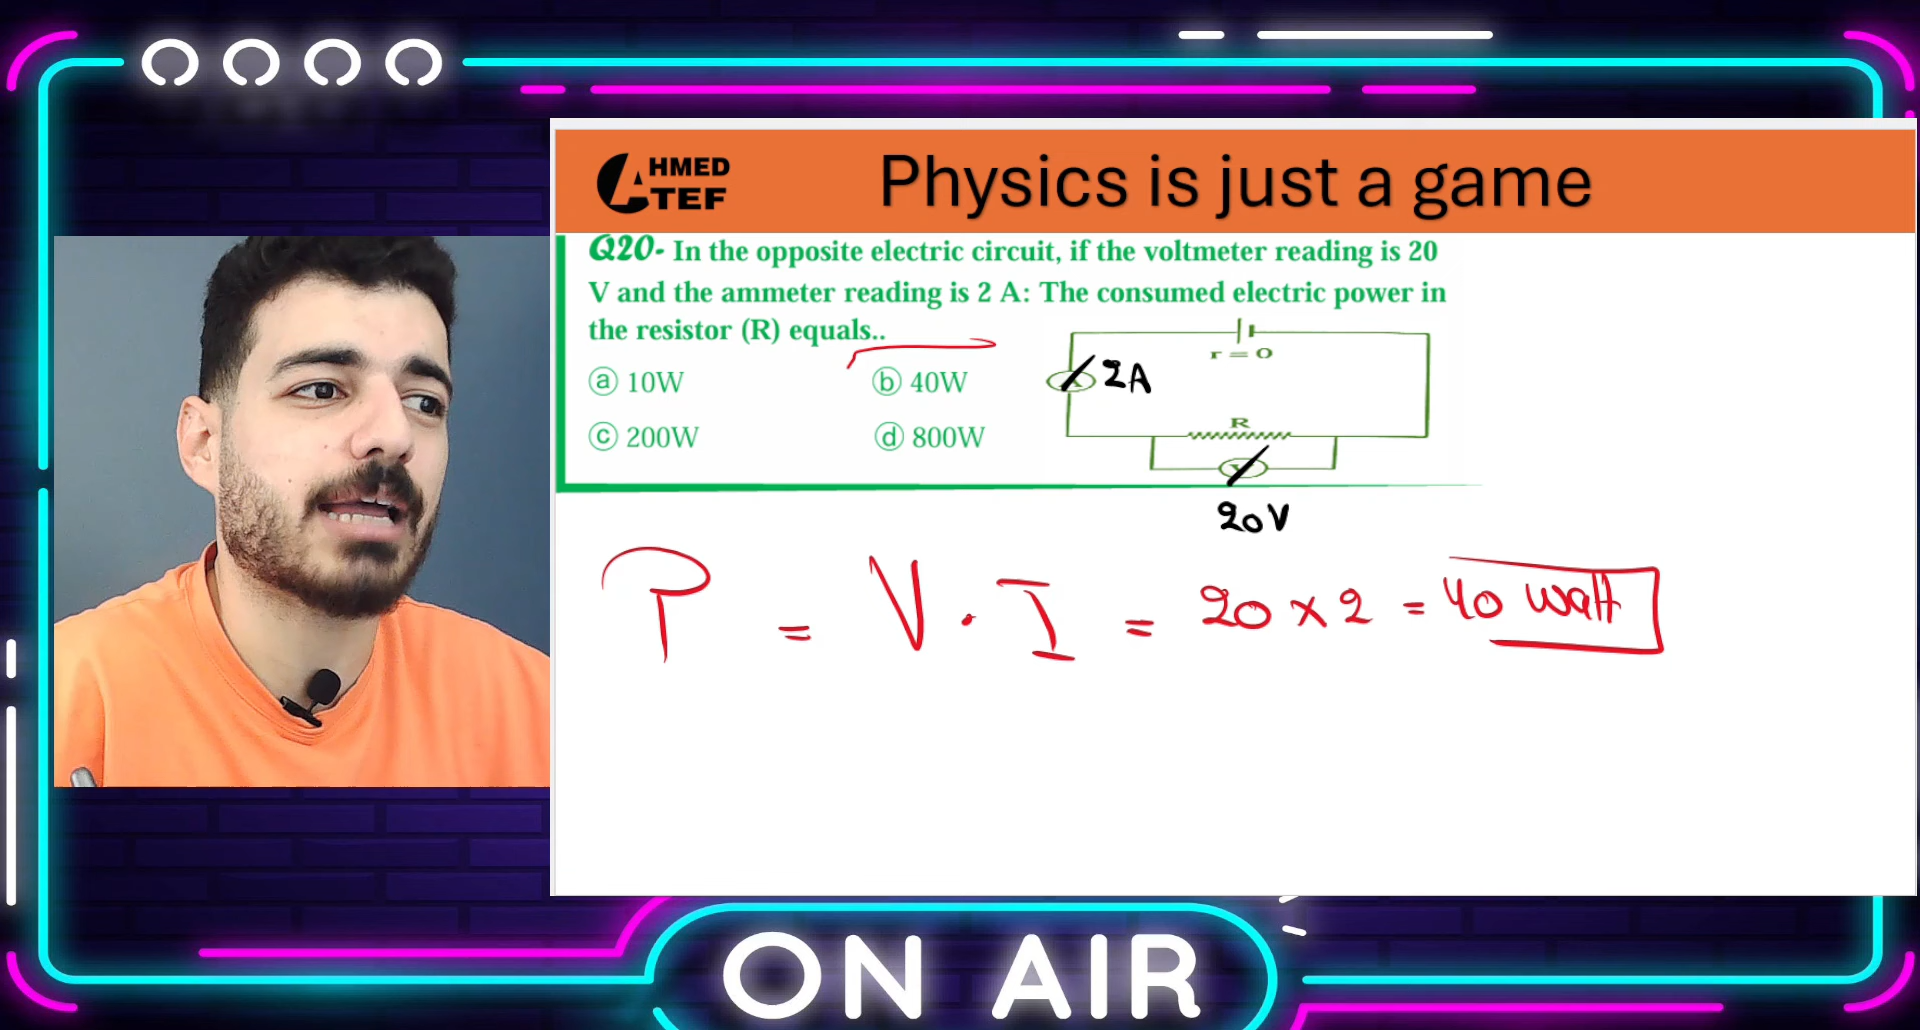 AHMED
ATEF
Physics is just a game
Q20- In the opposite electric circuit, if the voltmeter reading is 20
V and the ammeter reading is 2 A: The consumed electric power in
the resistor (R) equals..
ⓐ 10W
ⓑ 40W
ⓒ 200W
ⓓ 800W
r = 0
2A
R
V
20V
P = V . I = 20 × 2 = 40 watt
ON AIR